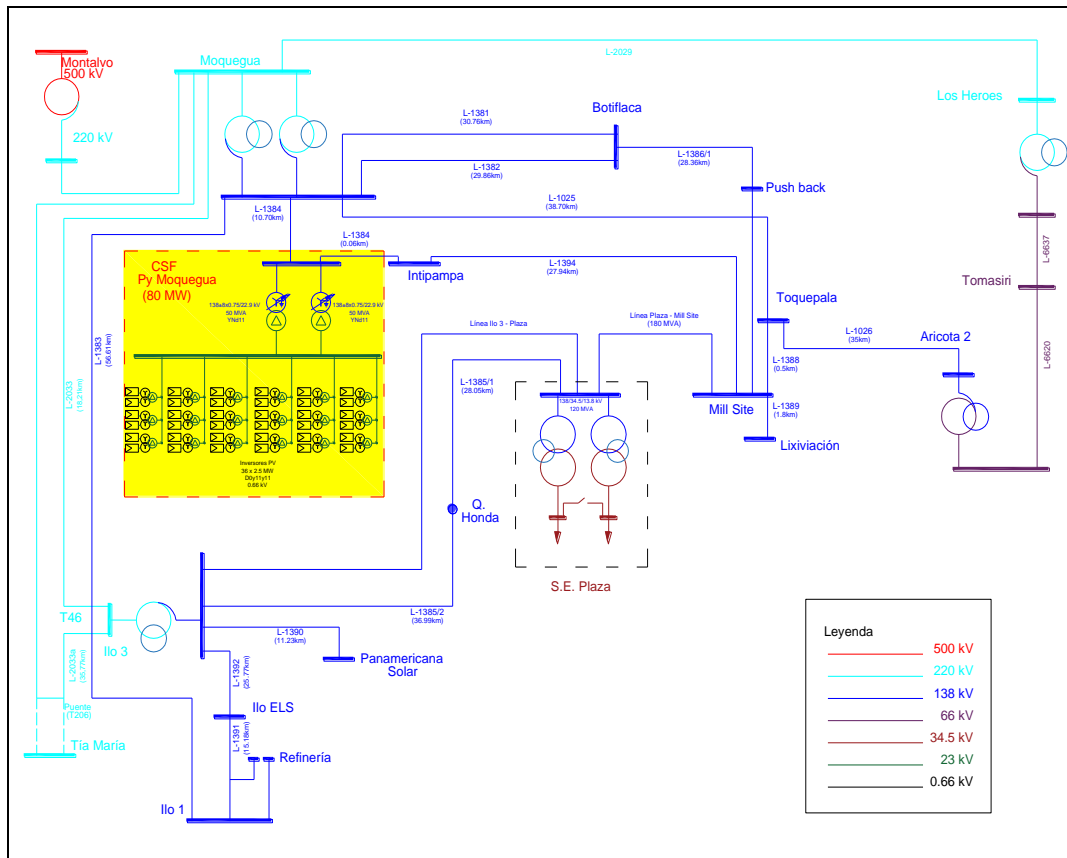 Montalvo
500 kV
220 kV
Moquegua
L-2029
Los Heroes
L-1381
(30.76km)
Botiflaca
L-1382
(29.86km)
L-1386/1
(28.36km)
Push back
L-1384
(10.70km)
L-1025
(38.70km)
L-1384
(0.06km)
Intipampa
L-1394
(27.94km)
CSF
Py Moquegua
(80 MW)
138±8x0.75/22.9 kV
50 MVA
YNd11
138±8x0.75/22.9 kV
50 MVA
YNd11
Inversores PV
36 x 2.5 MW
D0y11y11
0.66 kV
L-6637
Tomasiri
L-6620
Toquepala
L-1026
(35km)
Aricota 2
L-1383
(56.61km)
L-2033
Línea Ilo 3 - Plaza
Línea Plaza - Mill Site
(180 MVA)
L-1385/1
(28.05km)
138/34.5/13.8 kV
120 MVA
L-1388
(0.5km)
L-1389
(1.8km)
Mill Site
Lixiviación
Q.
Honda
S.E. Plaza
T46
Ilo 3
L-1385/2
(36.99km)
L-1390
(11.23km)
Panamericana
Solar
L-2033a
L-1392
(25.77km)
Puente
(T206)
Tía María
Ilo ELS
L-1391
(15.18km)
Refinería
Ilo 1
Leyenda
500 kV
220 kV
138 kV
66 kV
34.5 kV
23 kV
0.66 kV